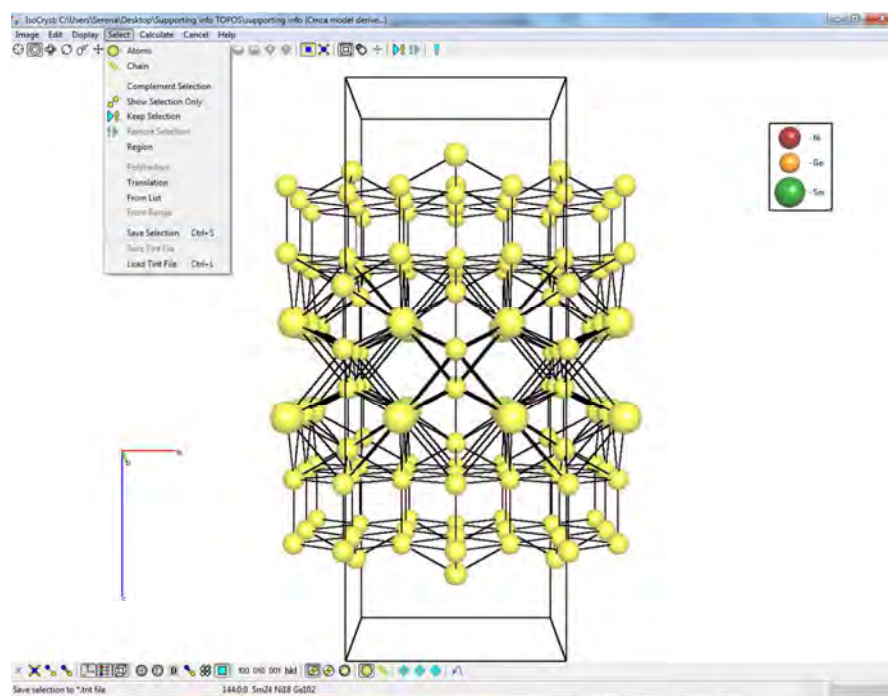 IsoCryst: C:\Users\Serena\Desktop\Supporting info TOPOS\supporting info (Cmca model derive..)
Image Edit Display Select Calculate Cancel Help
Atoms
Chain
Complement Selection
Show Selection Only
Keep Selection
Restore Selection
Region
Polyhedron
Translation
From List
From Range
Save Selection Ctrl+S
Save Tint File
Load Tint File Ctrl+L
- Ni
- Ge
- Sm
100 010 001 hkl
Save selection to *.tnt file 144:0:0 Sm24 Ni18 Ge102